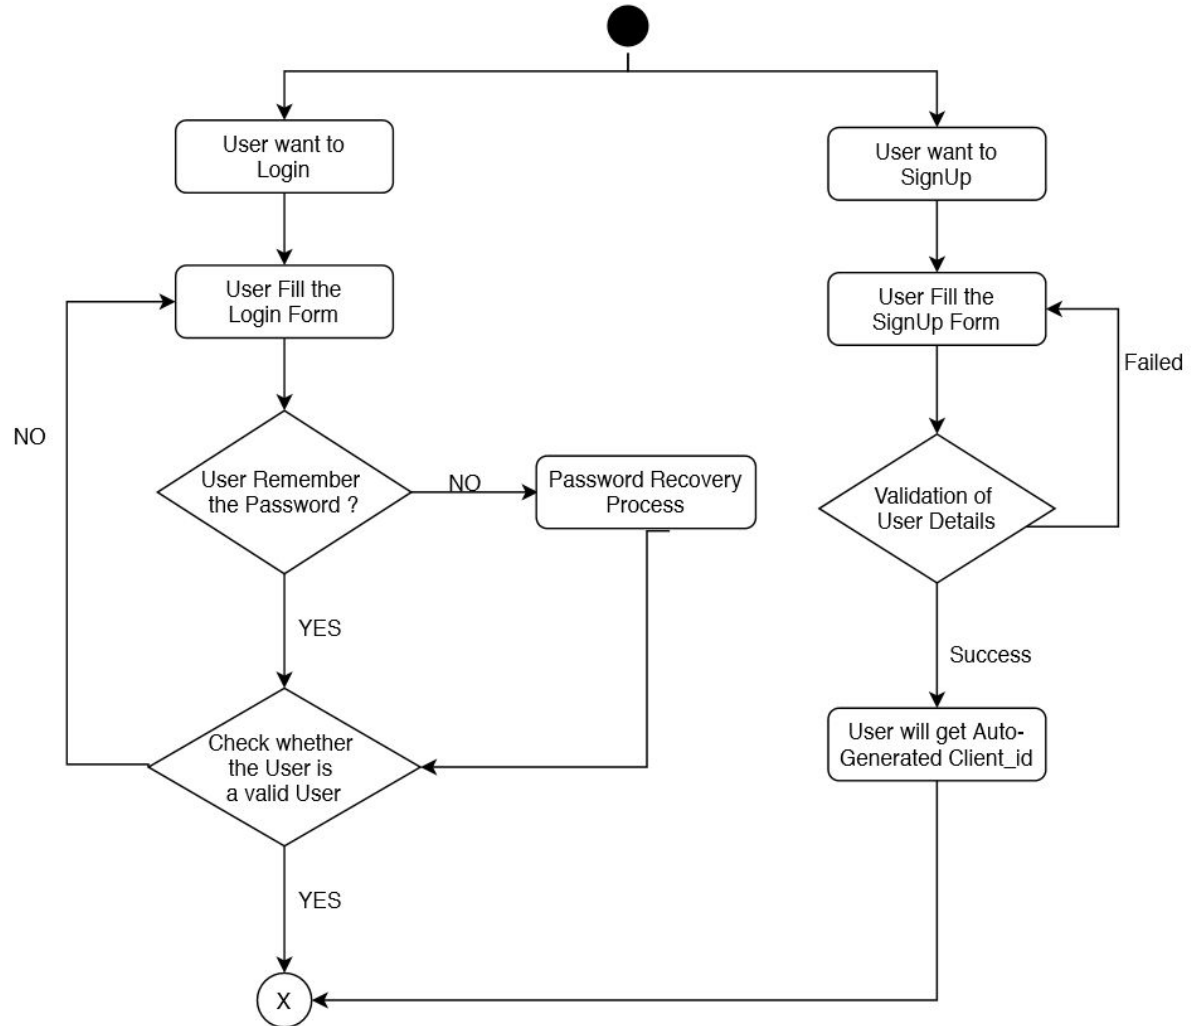 User want to
Login
User want to
SignUp
User Fill the
Login Form
User Fill the
SignUp Form
Failed
NO
User Remember
the Password ?
NO
Password Recovery
Process
Validation of
User Details
YES
Success
Check whether
the User is
a valid User
User will get Auto-
Generated Client_id
YES
X